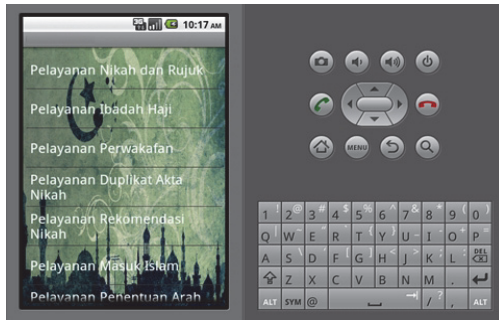 10:17 AM
Pelayanan Nikah dan Rujuk
Pelayanan Ibadah Haji
Pelayanan Perwakafan
Pelayanan Duplikat Akta
Nikah
Pelayanan Rekomendasi
Nikah
Pelayanan Masuk Islam
Pelayanan Penentuan Arah
MENU
1 ! 2 @ 3 # 4 $ 5 % 6 ^ 7 & 8 * 9 ( 0 )
Q W E R T Y U I O P
A S D F G H J K L DEL
Z X C V B N M .
ALT SYM @ / ? , ALT